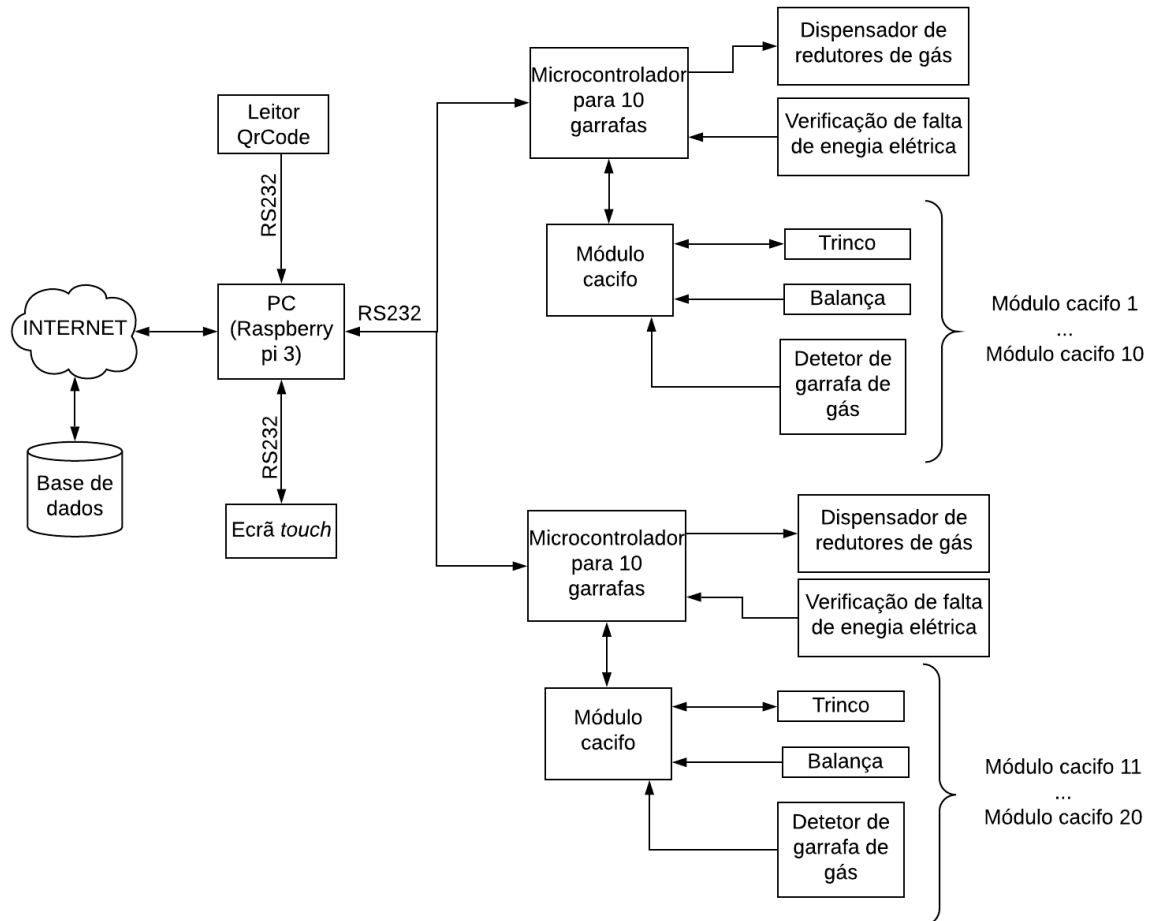 Dispensador de
redutores de gás
Microcontrolador
para 10
garrafas
Verificação de falta
de enegia elétrica
Leitor
QrCode
RS232
Módulo
cacifo
Trinco
Balança
Detetor de
garrafa de
gás
Módulo cacifo 1
...
Módulo cacifo 10
INTERNET
PC
(Raspberry
pi 3)
RS232
RS232
Base de
dados
Ecrã touch
Dispensador de
redutores de gás
Microcontrolador
para 10
garrafas
Verificação de falta
de enegia elétrica
Módulo
cacifo
Trinco
Balança
Detetor de
garrafa de
gás
Módulo cacifo 11
...
Módulo cacifo 20